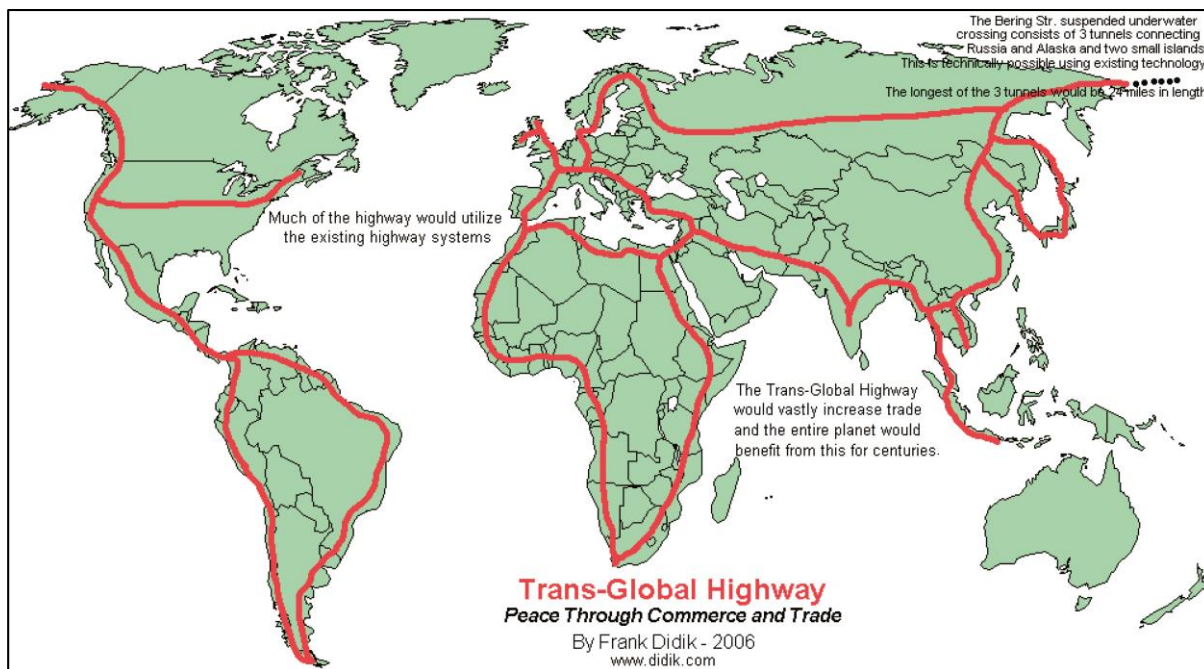 The Bering Str. suspended underwater
crossing consists of 3 tunnels connecting
Russia and Alaska and two small islands
This is technically possible using existing technology
The longest of the 3 tunnels would be 24 miles in length
Much of the highway would utilize
the existing highway systems
The Trans-Global Highway
would vastly increase trade
and the entire planet would
benefit from this for centuries.
Trans-Global Highway
Peace Through Commerce and Trade
By Frank Didik - 2006
www.didik.com